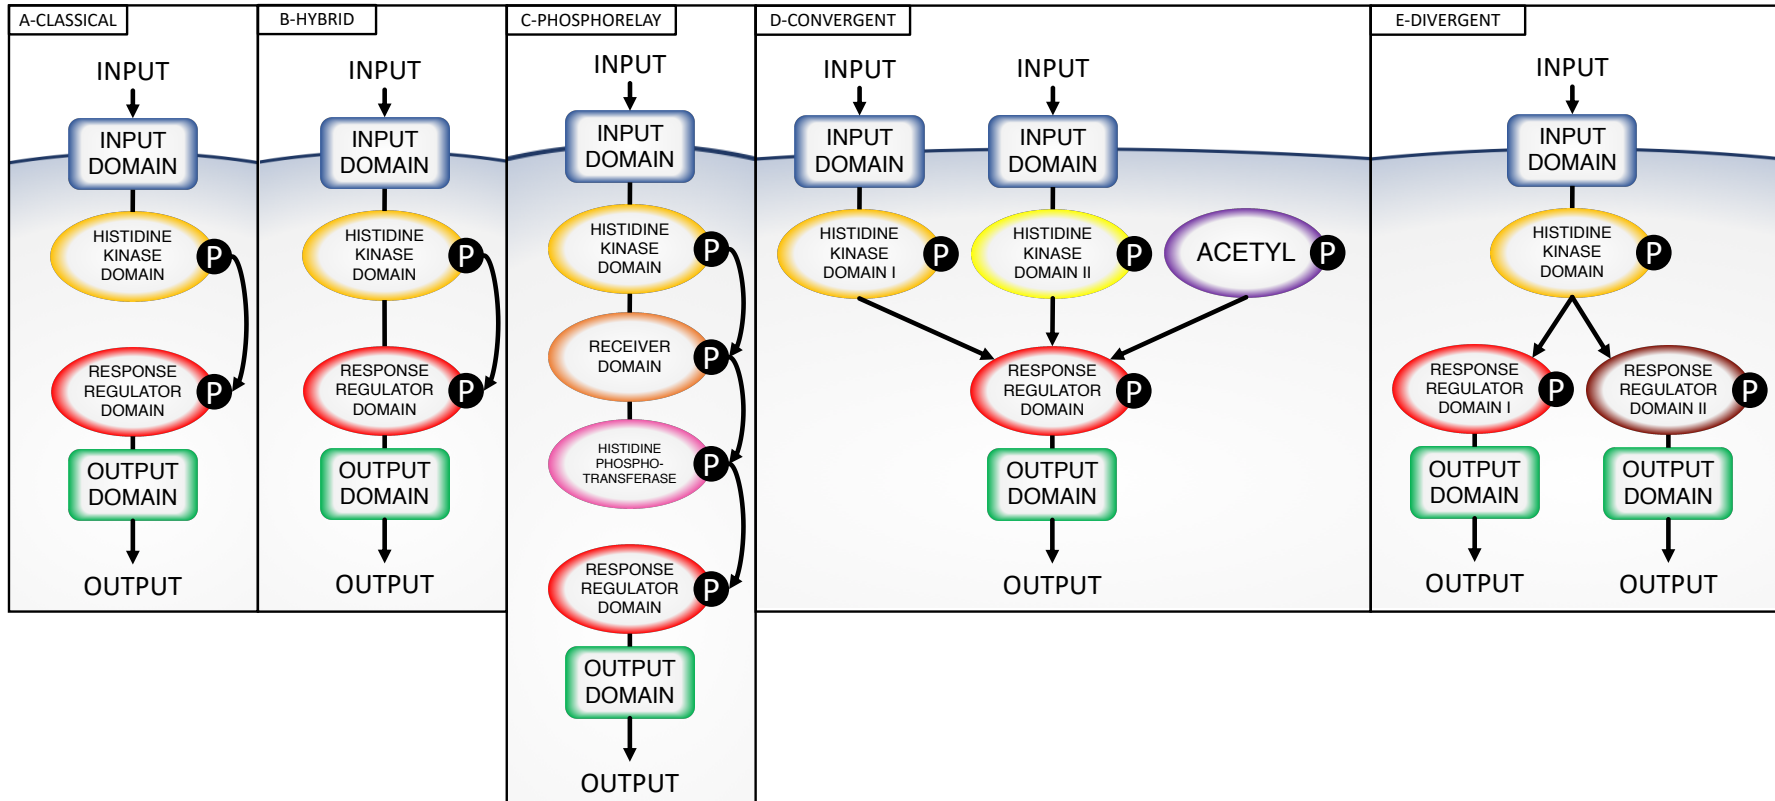 A-CLASSICAL
INPUT
INPUT
DOMAIN
HISTIDINE
KINASE
DOMAIN
P
RESPONSE
REGULATOR
DOMAIN
P
OUTPUT
DOMAIN
OUTPUT
B-HYBRID
INPUT
INPUT
DOMAIN
HISTIDINE
KINASE
DOMAIN
P
RESPONSE
REGULATOR
DOMAIN
P
OUTPUT
DOMAIN
OUTPUT
C-PHOSPHORELAY
INPUT
INPUT
DOMAIN
HISTIDINE
KINASE
DOMAIN
P
RECEIVER
DOMAIN
P
HISTIDINE
PHOSPHO-
TRANSFERASE
P
RESPONSE
REGULATOR
DOMAIN
P
OUTPUT
DOMAIN
OUTPUT
D-CONVERGENT
INPUT
INPUT
DOMAIN
HISTIDINE
KINASE
DOMAIN I
P
INPUT
INPUT
DOMAIN
HISTIDINE
KINASE
DOMAIN II
P
ACETYL
P
RESPONSE
REGULATOR
DOMAIN
P
OUTPUT
DOMAIN
OUTPUT
E-DIVERGENT
INPUT
INPUT
DOMAIN
HISTIDINE
KINASE
DOMAIN
P
RESPONSE
REGULATOR
DOMAIN I
P
OUTPUT
DOMAIN
OUTPUT
RESPONSE
REGULATOR
DOMAIN II
P
OUTPUT
DOMAIN
OUTPUT